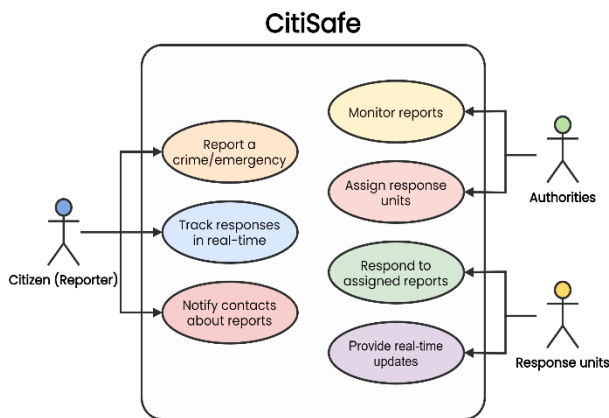 CitiSafe
Report a
crime/emergency
Track responses
in real-time
Notify contacts
about reports
Citizen (Reporter)
Monitor reports
Assign response
units
Authorities
Respond to
assigned reports
Provide real-time
updates
Response units